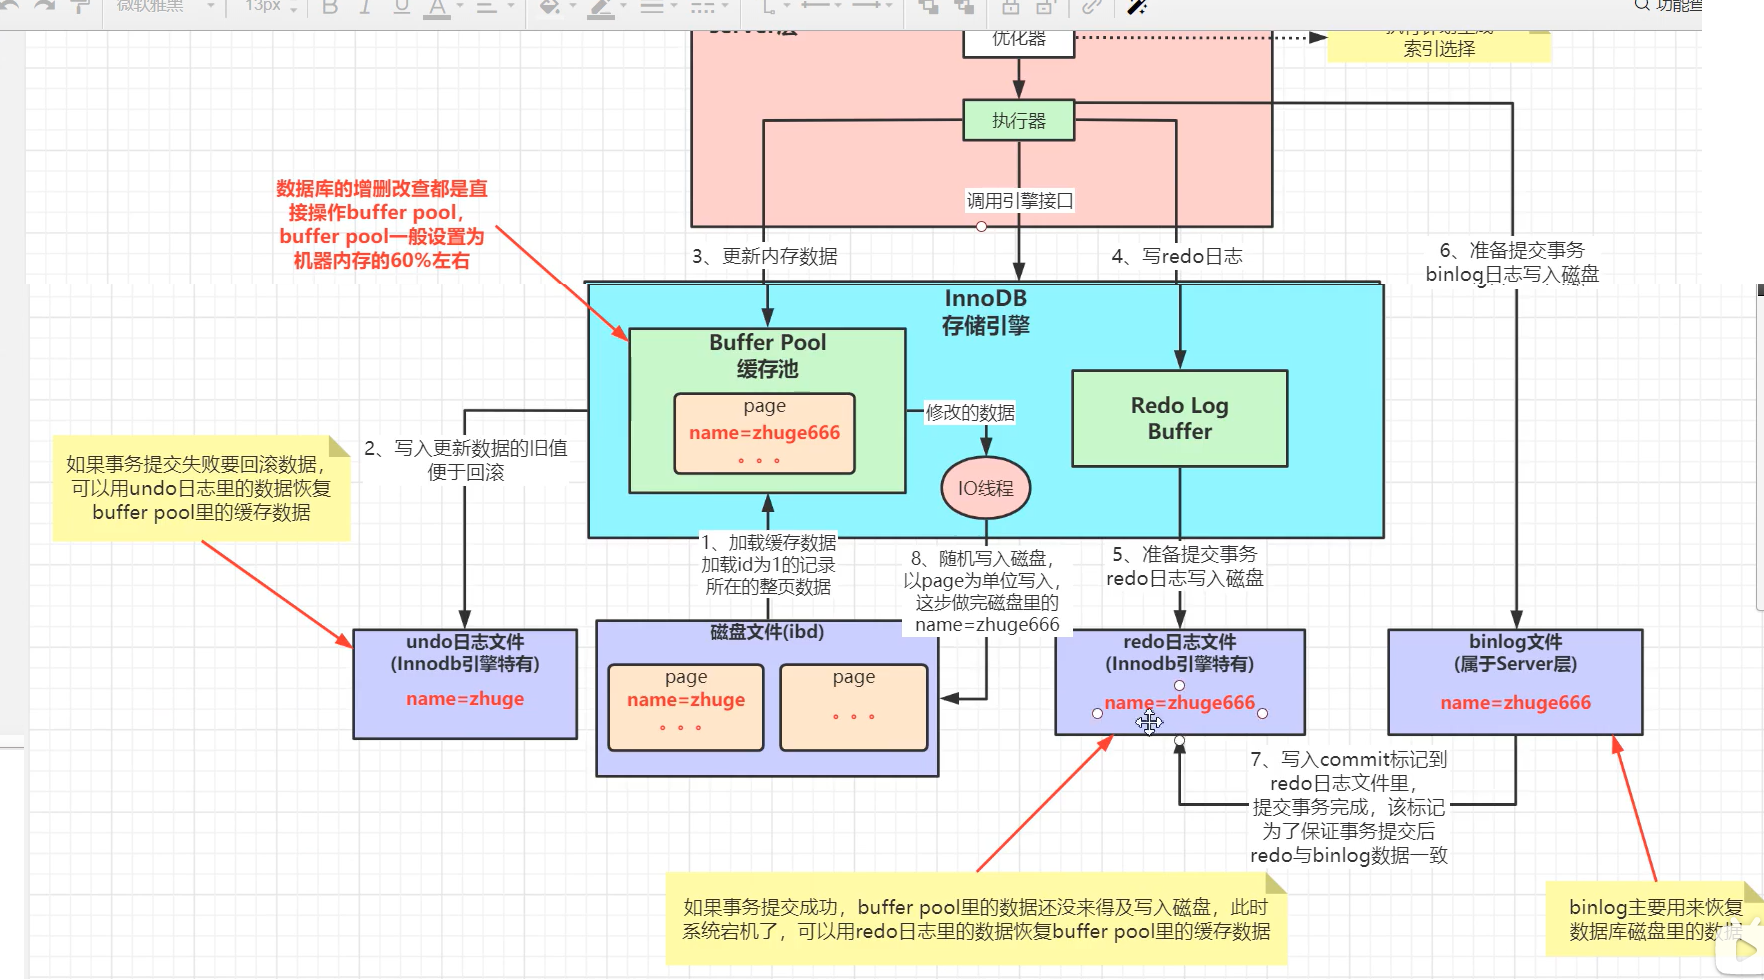 微软雅黑
13px
B I U A
优化器
索引选择
执行器
调用引擎接口
数据库的增删改查都是直
接操作buffer pool,
buffer pool一般设置为
机器内存的60%左右
3、更新内存数据
4、写redo日志
6、准备提交事务
binlog日志写入磁盘
InnoDB
存储引擎
Buffer Pool
缓存池
page
name=zhuge666
。。。
修改的数据
IO线程
Redo Log
Buffer
2、写入更新数据的旧值
便于回滚
如果事务提交失败要回滚数据,
可以用undo日志里的数据恢复
buffer pool里的缓存数据
1、加载缓存数据
加载id为1的记录
所在的整页数据
8、随机写入磁盘,
以page为单位写入,
这步做完磁盘里的
name=zhuge666
5、准备提交事务
redo日志写入磁盘
undo日志文件
(Innodb引擎特有)
name=zhuge
磁盘文件(ibd)
page
name=zhuge
。。。
page
。。。
redo日志文件
(Innodb引擎特有)
name=zhuge666
binlog文件
(属于Server层)
name=zhuge666
7、写入commit标记到
redo日志文件里,
提交事务完成，该标记
为了保证事务提交后
redo与binlog数据一致
如果事务提交成功，buffer pool里的数据还没来得及写入磁盘，此时
系统宕机了，可以用redo日志里的数据恢复buffer pool里的缓存数据
binlog主要用来恢复
数据库磁盘里的数据